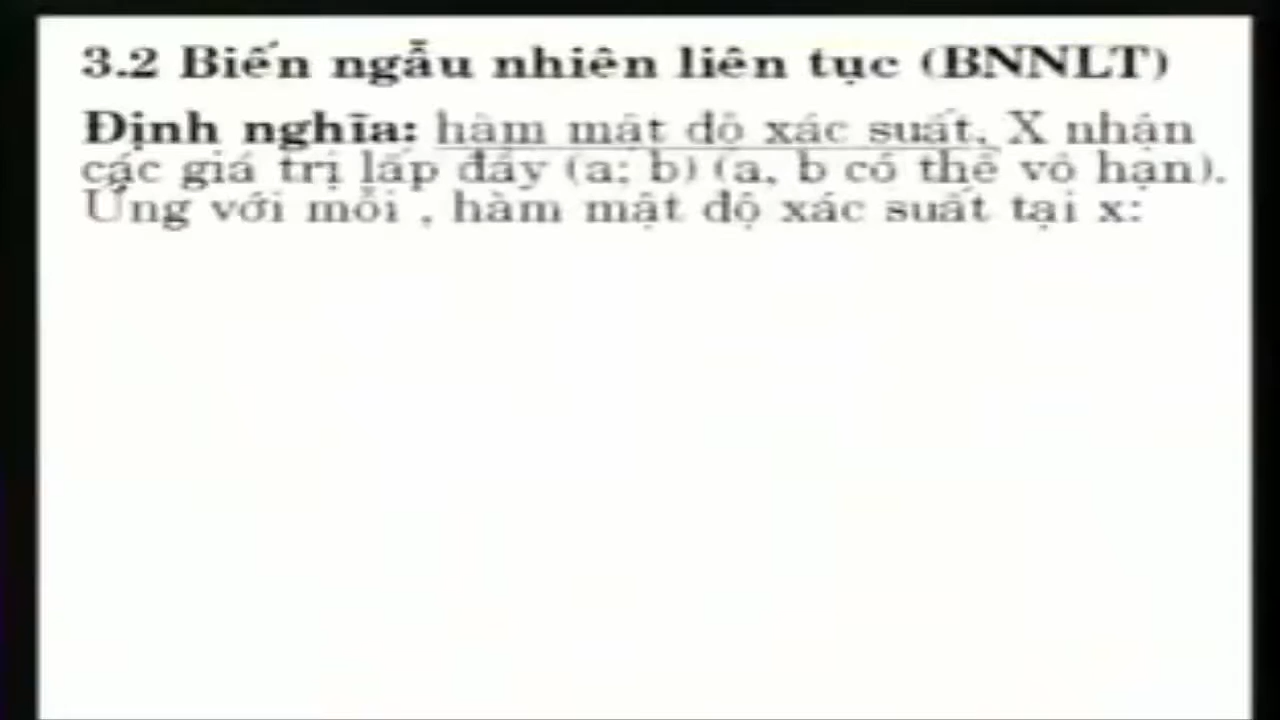 3.2 Biến ngẫu nhiên liên tục (BNNLT)
Định nghĩa: hàm mật độ xác suất, X nhận
các giá trị lấp đầy (a; b) (a, b có thể vô hạn).
Ứng với mỗi , hàm mật độ xác suất tại x: